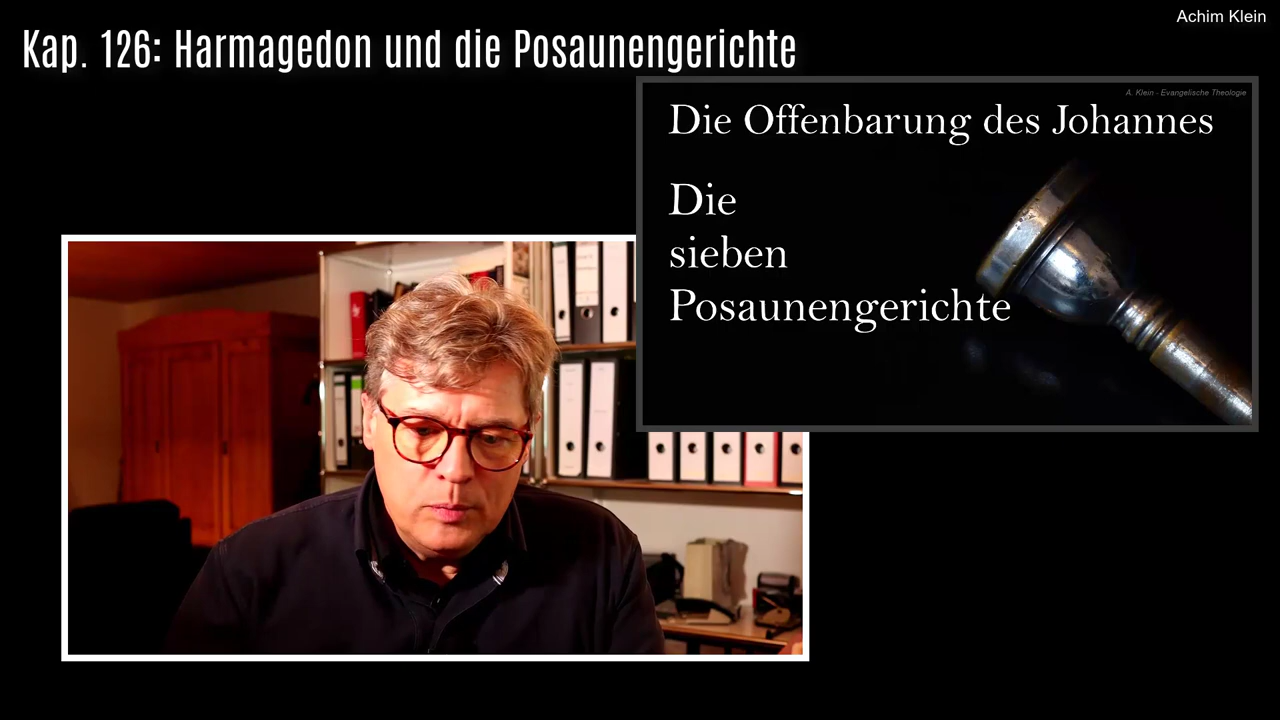 Achim Klein
Kap. 126: Harmagedon und die Posaunengerichte
A. Klein - Evangelische Theologie
Die Offenbarung des Johannes
Die
sieben
Posaunengerichte